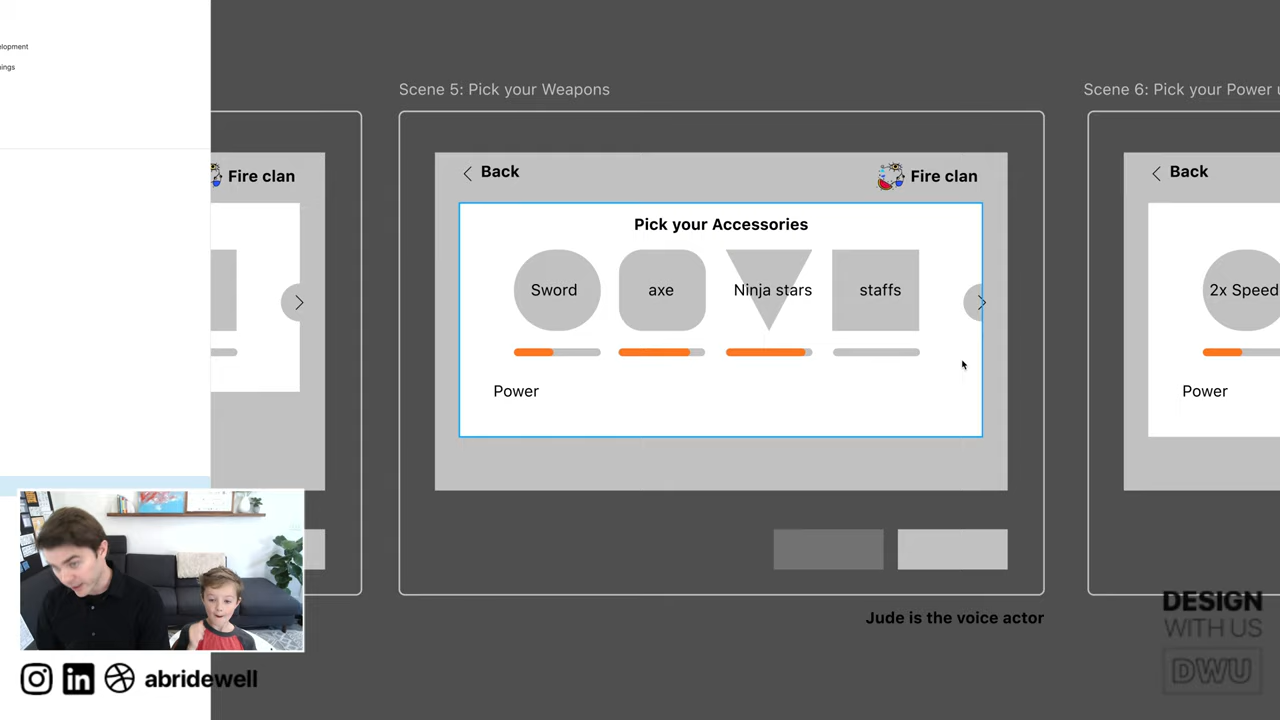 elopment
ings
Scene 5: Pick your Weapons
Scene 6: Pick your Power u
Fire clan
Back
Fire clan
Back
Pick your Accessories
Sword
axe
Ninja stars
staffs
2x Speed
Power
Power
Jude is the voice actor
DESIGN
WITH US
DWU
abridewell